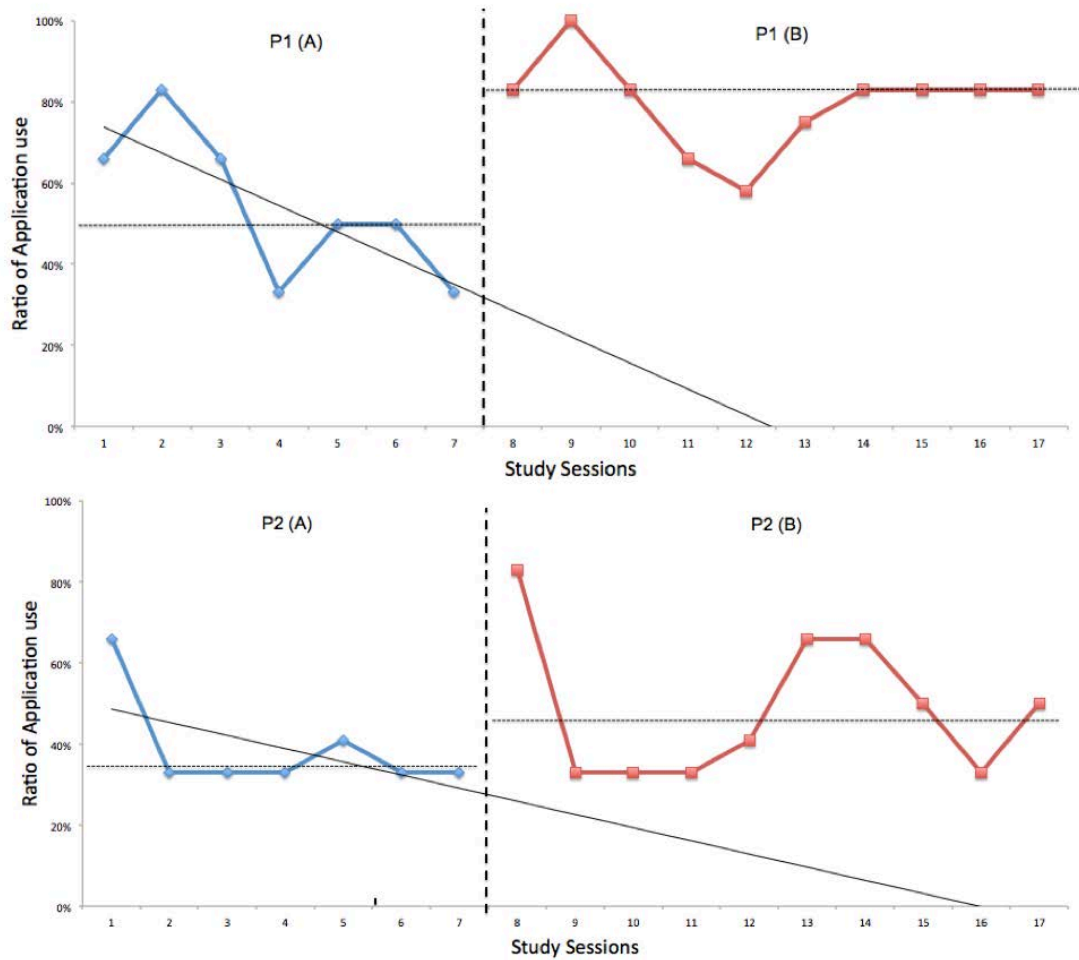 100%
P1 (A)
P1 (B)
80%
60%
40%
20%
0%
Ratio of Application use
1 2 3 4 5 6 7 8 9 10 11 12 13 14 15 16 17
Study Sessions
100%
P2 (A)
P2 (B)
80%
60%
40%
20%
0%
Ratio of Application use
1 2 3 4 5 6 7 8 9 10 11 12 13 14 15 16 17
Study Sessions